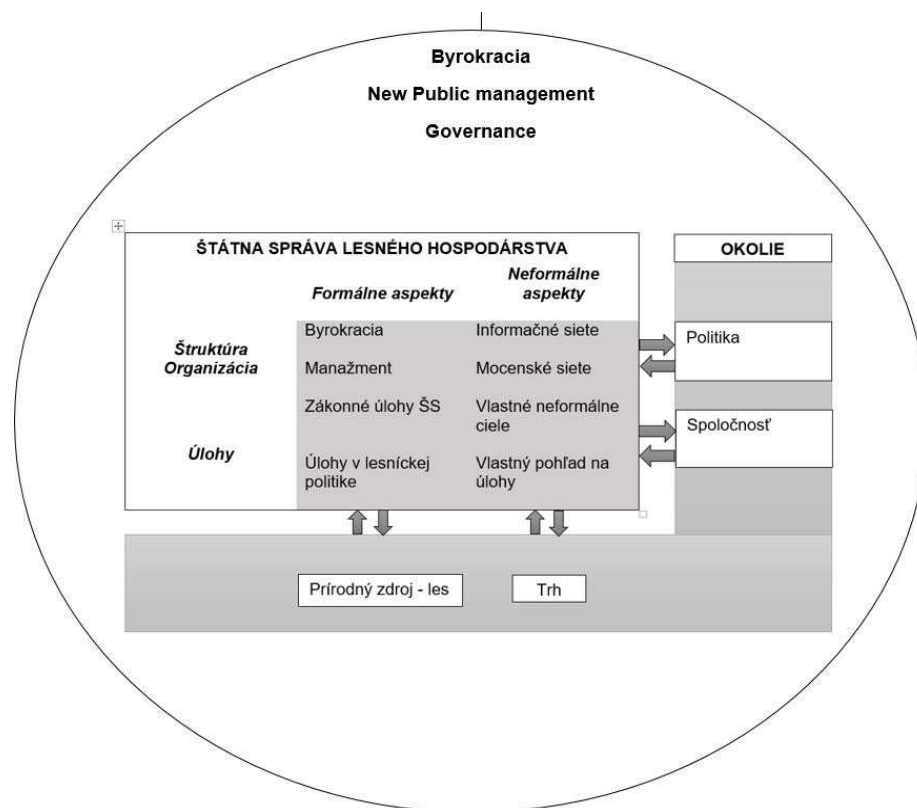 Byrokracia
New Public management
Governance
ŠTÁTNA SPRÁVA LESNÉHO HOSPODÁRSTVA
OKOLIE
Formálne aspekty
Neformálne
aspekty
Štruktúra
Organizácia
Byrokracia
Informačné siete
Manažment
Mocenské siete
Úlohy
Zákonné úlohy ŠS
Vlastné neformálne
ciele
Úlohy v lesníckej
politike
Vlastný pohľad na
úlohy
Politika
Spoločnosť
Prírodný zdroj - les
Trh